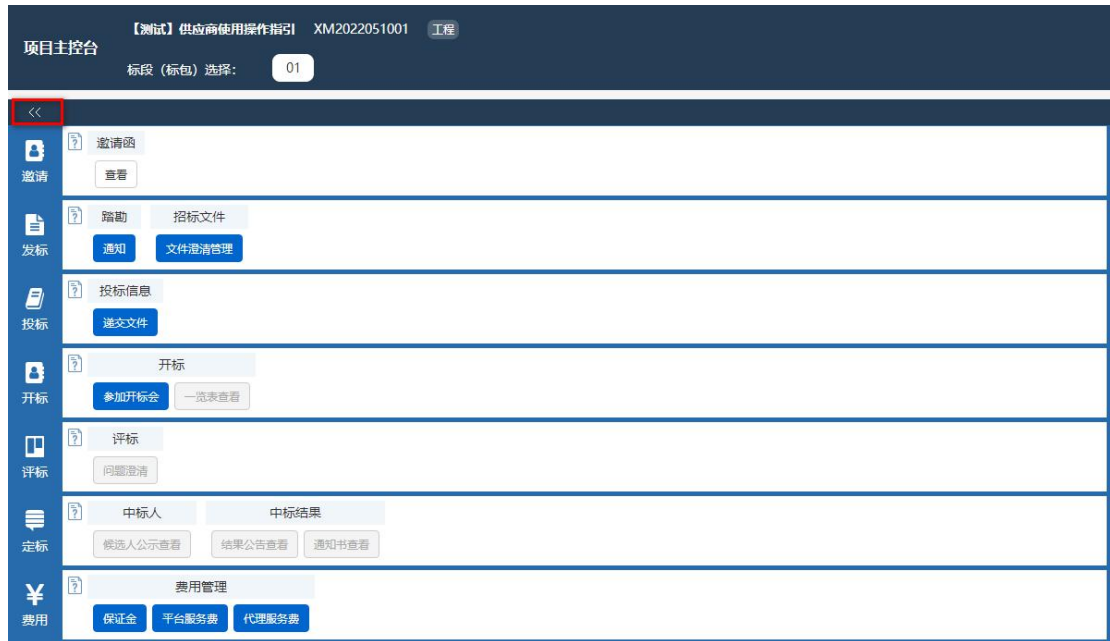 【测试】供应商使用操作指引 XM2022051001 工程
项目主控台
标段（标包）选择： 01
<<
邀请函
查看
邀请
踏勘 招标文件
通知 文件澄清管理
发标
投标信息
递交文件
投标
开标
参加开标会 一览表查看
开标
评标
问题澄清
评标
中标人 中标结果
候选人公示查看 结果公告查看 通知书查看
定标
费用管理
保证金 平台服务费 代理服务费
费用